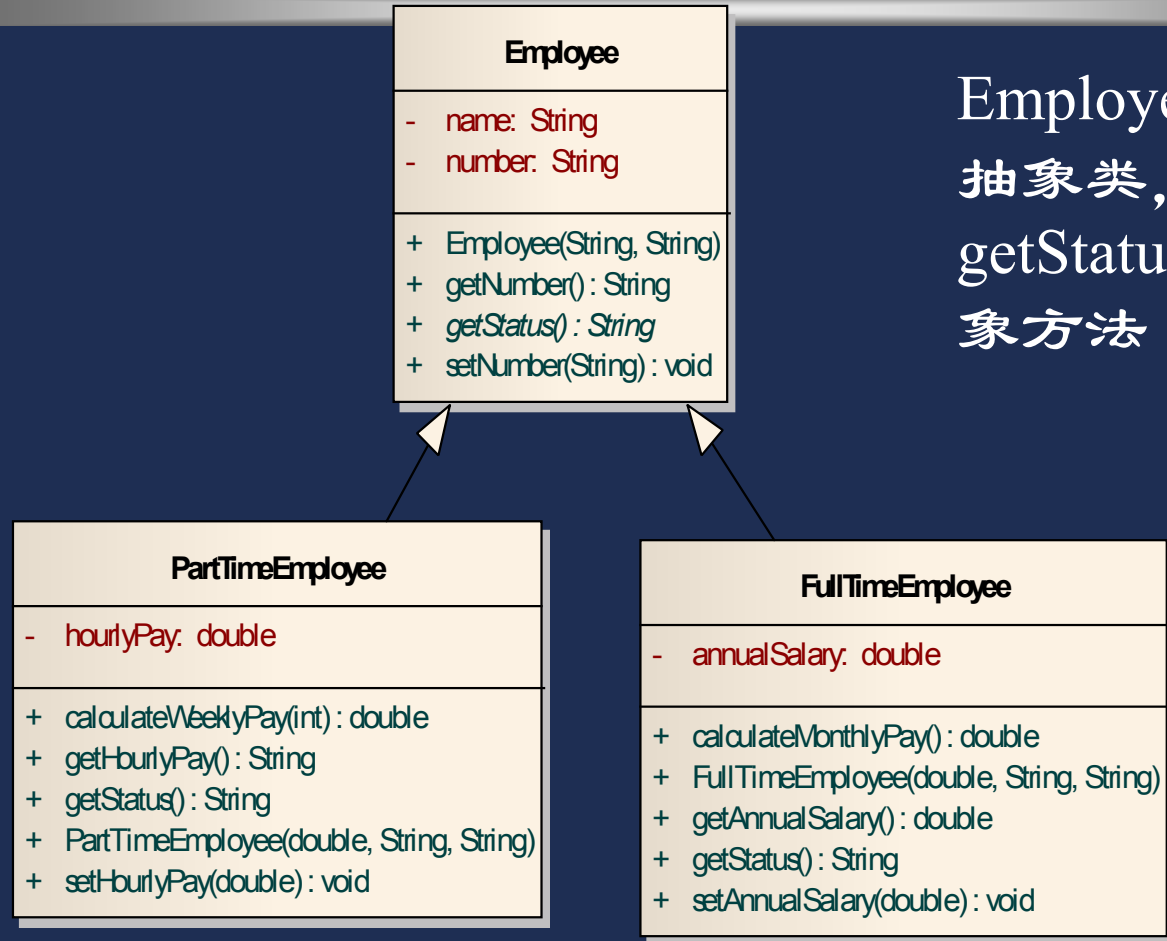 Employee
- name: String
- number: String
+ Employee(String, String)
+ getNumber() : String
+ getStatus() : String
+ setNumber(String) : void
抽象类,
象方法
PartTimeEmployee
- hourlyPay: double
+ calculateWeeklyPay(int) : double
+ getHourlyPay() : String
+ getStatus() : String
+ PartTimeEmployee(double, String, String)
+ setHourlyPay(double) : void
FullTimeEmployee
- annualSalary: double
+ calculateMonthlyPay() : double
+ FullTimeEmployee(double, String, String)
+ getAnnualSalary() : double
+ getStatus() : String
+ setAnnualSalary(double) : void